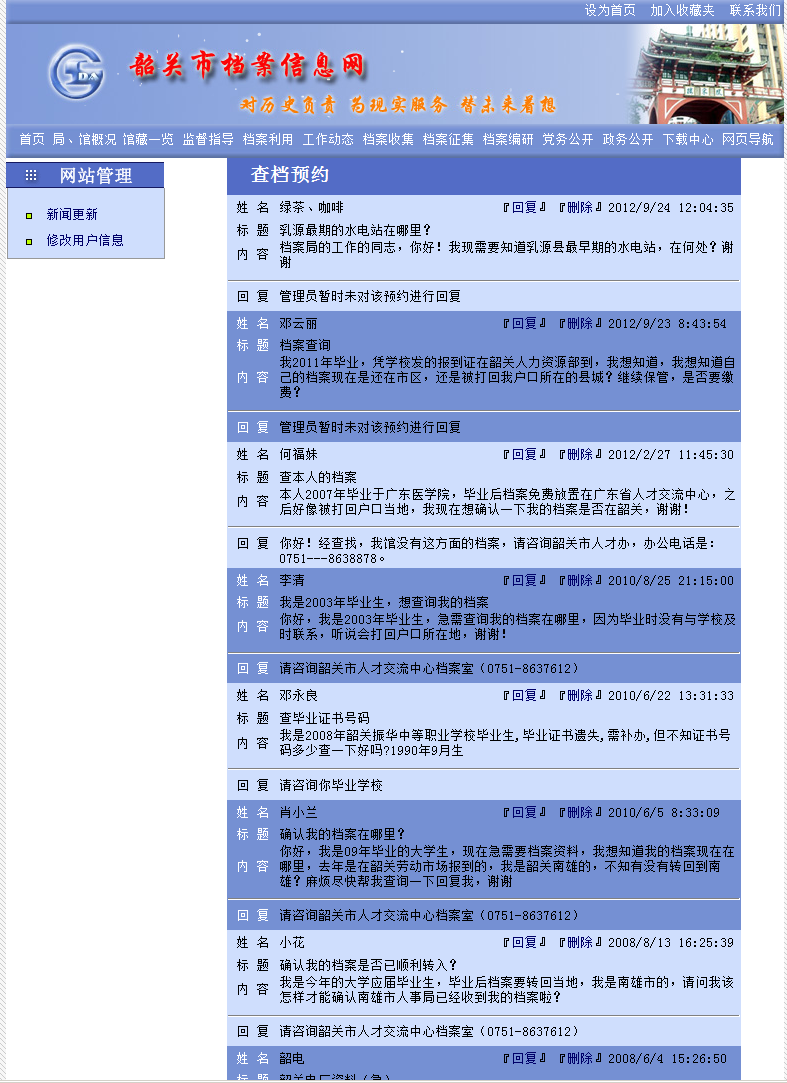 设为首页 加入收藏夹 联系我们
韶关市档案信息网
对历史负责 为现实服务 替未来着想
首页 局、馆概况 馆藏一览 监督指导 档案利用 工作动态 档案收集 档案征集 档案编研 党务公开 政务公开 下载中心 网页导航
网站管理
新闻更新
修改用户信息
查档预约
姓 名 绿茶、咖啡 『回复』 『删除』 2012/9/24 12:04:35
标 题 乳源最期的水电站在哪里？
内 容 档案局的工作的同志，你好！我现需要知道乳源县最早期的水电站，在何处？谢
谢
回 复 管理员暂时未对该预约进行回复
姓 名 邓云丽 『回复』 『删除』 2012/9/23 8:43:54
标 题 档案查询
我2011年毕业，凭学校发的报到证在韶关人力资源部到，我想知道，我想知道自
内 容 己的档案现在是还在市区，还是被打回我户口所在的县城？继续保管，是否要缴
费？
回 复 管理员暂时未对该预约进行回复
姓 名 何福妹 『回复』 『删除』 2012/2/27 11:45:30
标 题 查本人的档案
内 容 本人2007年毕业于广东医学院，毕业后档案免费放置在广东省人才交流中心，之
后好像被打回户口当地，我现在想确认一下我的档案是否在韶关，谢谢！
回 复 你好！经查找，我馆没有这方面的档案，请咨询韶关市人才办，办公电话是：
0751---8638878。
姓 名 李清 『回复』 『删除』 2010/8/25 21:15:00
标 题 我是2003年毕业生，想查询我的档案
内 容 你好，我是2003年毕业生，急需查询我的档案在哪里，因为毕业时没有与学校及
时联系，听说会打回户口所在地，谢谢！
回 复 请咨询韶关市人才交流中心档案室（0751-8637612）
姓 名 邓永良 『回复』 『删除』 2010/6/22 13:31:33
标 题 查毕业证书号码
内 容 我是2008年韶关振华中等职业学校毕业生,毕业证书遗失,需补办,但不知证书号
码多少查一下好吗?1990年9月生
回 复 请咨询你毕业学校
姓 名 肖小兰 『回复』 『删除』 2010/6/5 8:33:09
标 题 确认我的档案在哪里？
你好，我是09年毕业的大学生，现在急需要档案资料，我想知道我的档案现在在
内 容 哪里，去年是在韶关劳动市场报到的，我是韶关南雄的，不知有没有转回到南
雄？麻烦尽快帮我查询一下回复我，谢谢
回 复 请咨询韶关市人才交流中心档案室（0751-8637612）
姓 名 小花 『回复』 『删除』 2008/8/13 16:25:39
标 题 确认我的档案是否已顺利转入？
内 容 我是今年的大学应届毕业生，毕业后档案要转回当地，我是南雄市的，请问我该
怎样才能确认南雄市人事局已经收到我的档案啦？
回 复 请咨询韶关市人才交流中心档案室（0751-8637612）
姓 名 韶电 『回复』 『删除』 2008/6/4 15:26:50
标 题 韶关电厂资料（急）